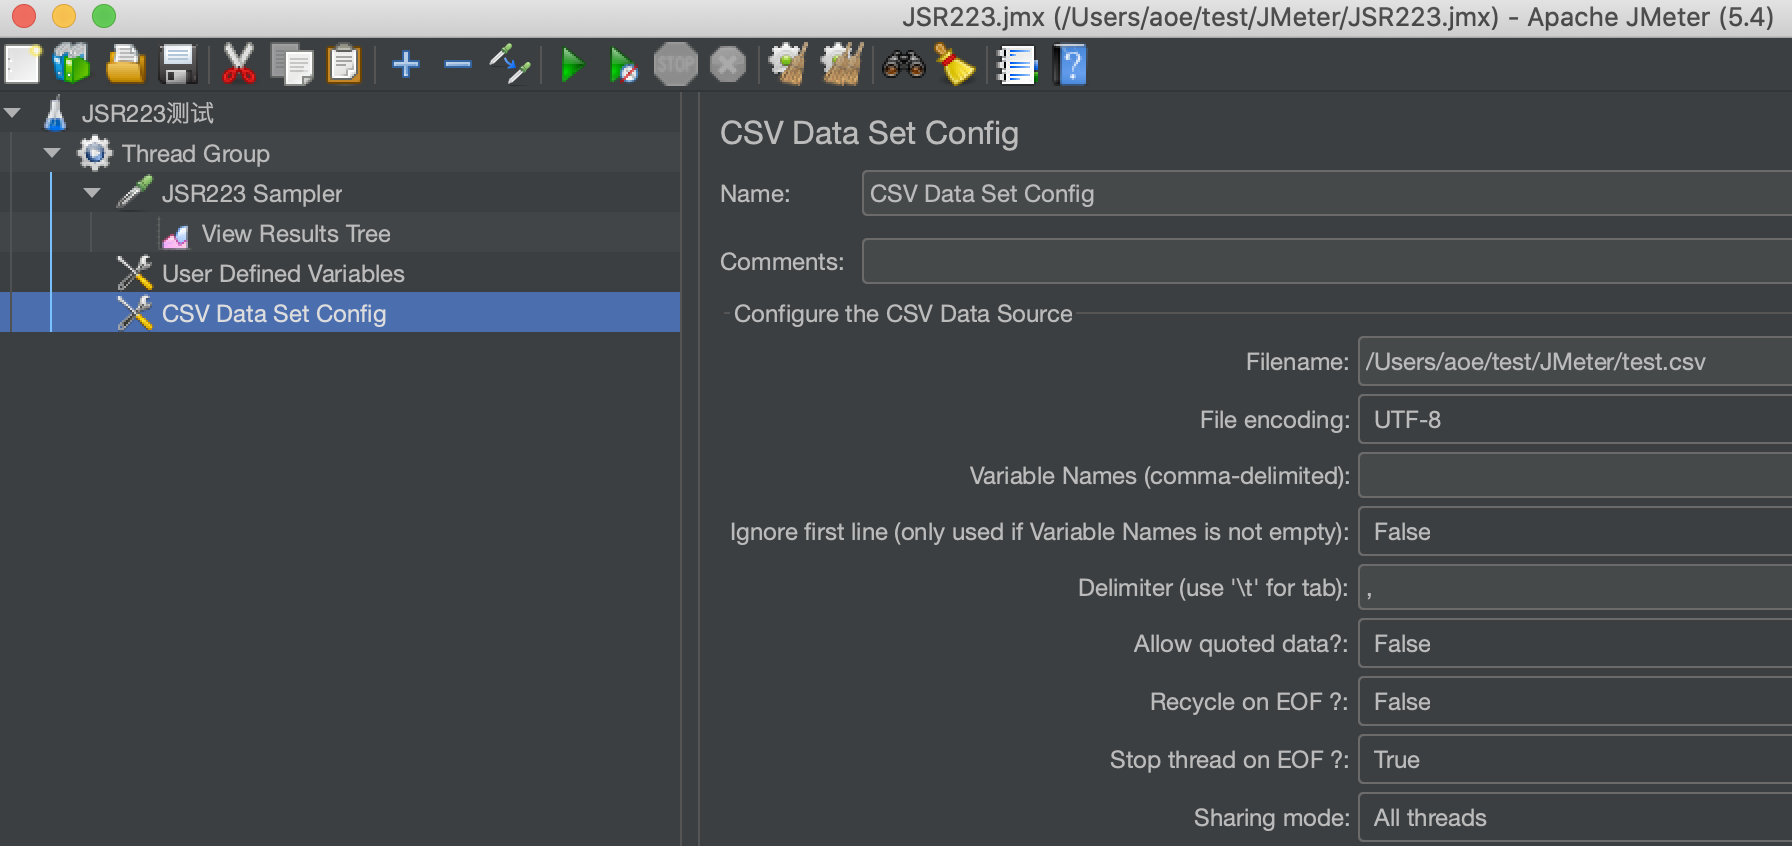 JSR223.jmx (/Users/aoe/test/JMeter/JSR223.jmx) - Apache JMeter (5.4)
STOP
?
JSR223测试
Thread Group
JSR223 Sampler
View Results Tree
User Defined Variables
CSV Data Set Config
CSV Data Set Config
Name: CSV Data Set Config
Comments:
Configure the CSV Data Source
Filename: /Users/aoe/test/JMeter/test.csv
File encoding: UTF-8
Variable Names (comma-delimited):
Ignore first line (only used if Variable Names is not empty): False
Delimiter (use '\t' for tab): ,
Allow quoted data?: False
Recycle on EOF ?: False
Stop thread on EOF ?: True
Sharing mode: All threads